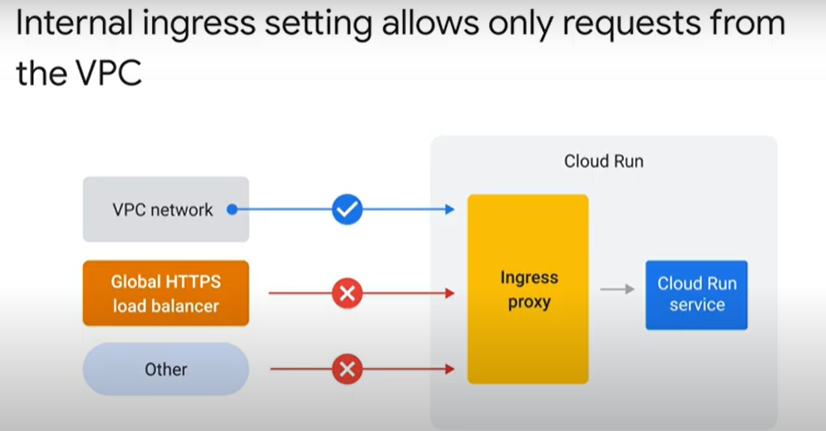 Internal ingress setting allows only requests from
the VPC
Cloud Run
VPC network
Global HTTPS
load balancer
Other
Ingress
proxy
Cloud Run
service